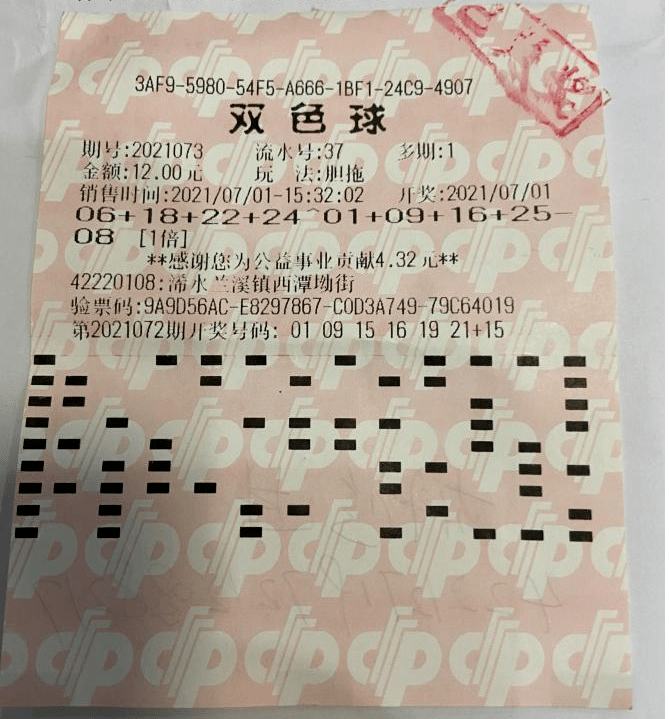 3AF9-5980-54F5-A666-1BF1-24C9-4907
双色球
期号:2021073 流水号:37 多期:1
金额:12.00元 玩 法:胆拖
销售时间:2021/07/01-15:32:02 开奖:2021/07/01
06+18+22+24^01+09+16+25-
08 [1倍]
**感谢您为公益事业贡献4.32元**
42220108:浠水兰溪镇西潭坳街
验票码:9A9D56AC-E8297867-C0D3A749-79C64019
第2021072期开奖号码: 01 09 15 16 19 21+15